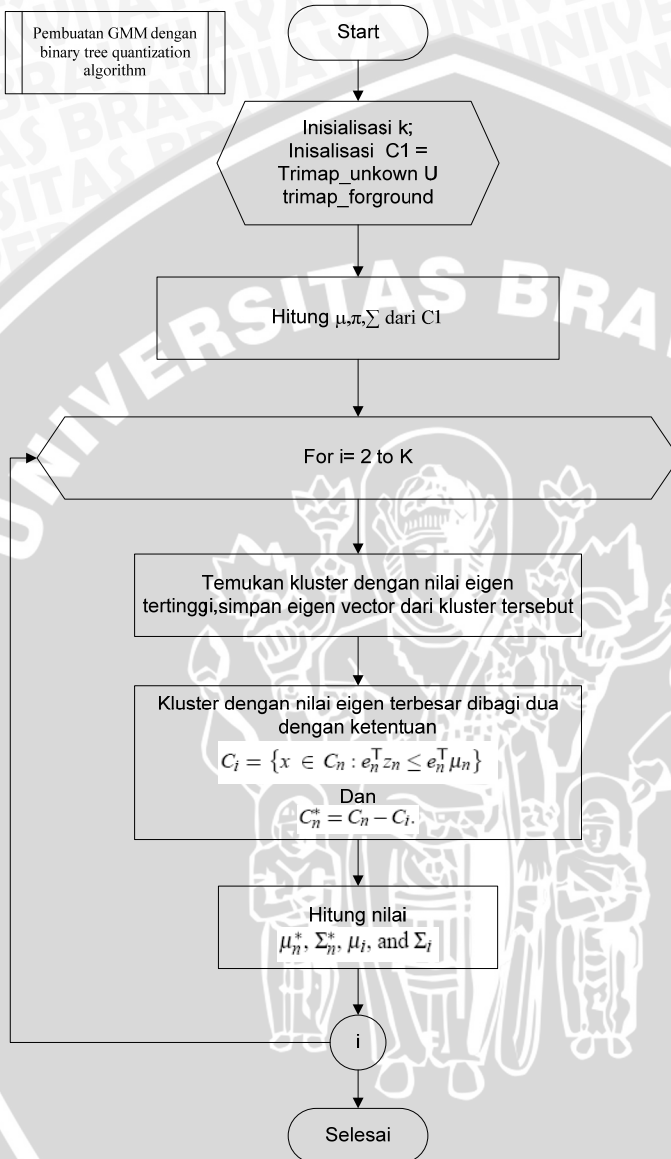 Pembuatan GMM dengan
binary tree quantization
algorithm
Start
Inisialisasi k;
Inisalisasi C1 =
Trimap_unkown U
trimap_forground
Hitung μ,π,∑ dari C1
For i= 2 to K
Temukan kluster dengan nilai eigen
tertinggi,simpan eigen vector dari kluster tersebut
Kluster dengan nilai eigen terbesar dibagi dua
dengan ketentuan
C_i = {x ∈ C_n : e_n^T z_n ≤ e_n^T μ_n}
Dan
C_n^* = C_n − C_i.
Hitung nilai
μ_n^*, Σ_n^*, μ_i, and Σ_i
i
Selesai
UNIVERSITAS BRA